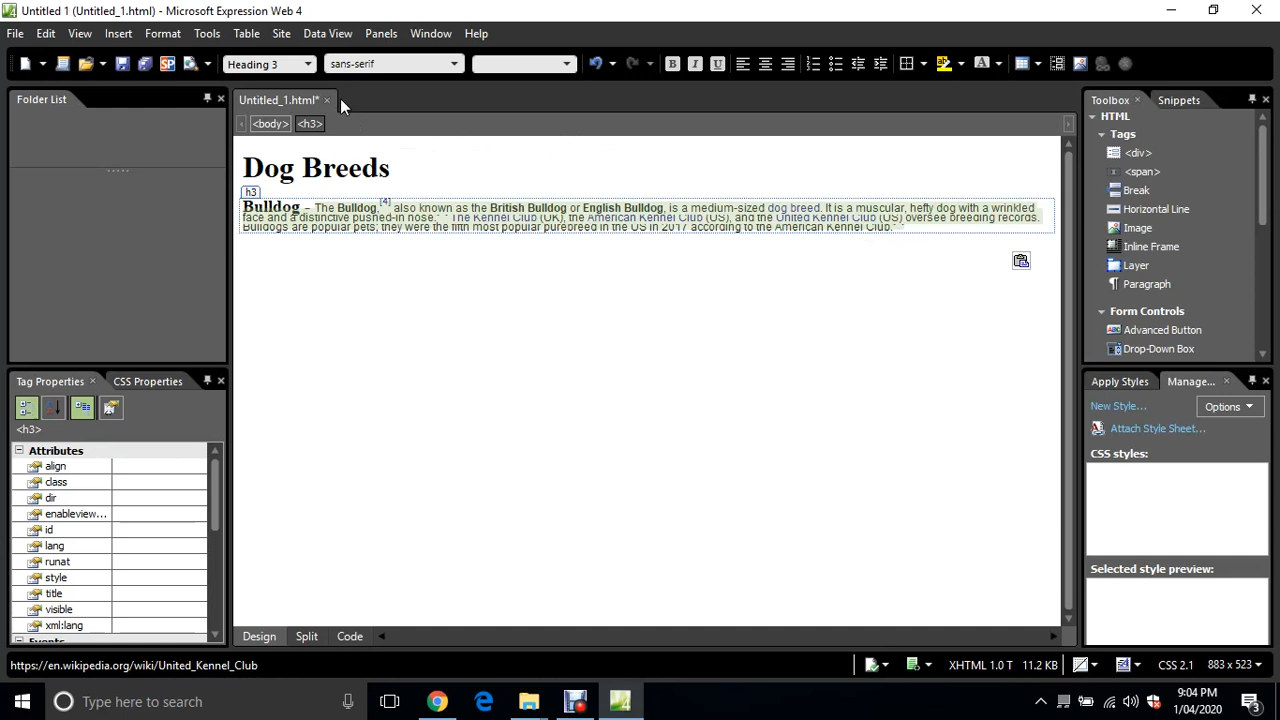 Untitled 1 (Untitled_1.html) - Microsoft Expression Web 4
File Edit View Insert Format Tools Table Site Data View Panels Window Help
Heading 3 sans-serif
Folder List
Untitled_1.html*
<body> <h3>
Dog Breeds
h3
Bulldog - The Bulldog,[4] also known as the British Bulldog or English Bulldog, is a medium-sized dog breed. It is a muscular, hefty dog with a wrinkled
face and a distinctive pushed-in nose. The Kennel Club (UK), the American Kennel Club (US), and the United Kennel Club (US) oversee breeding records.
Bulldogs are popular pets; they were the fifth most popular purebreed in the US in 2017 according to the American Kennel Club.
Toolbox Snippets
HTML
Tags
<div>
<span>
Break
Horizontal Line
Image
Inline Frame
Layer
Paragraph
Form Controls
Advanced Button
Drop-Down Box
Tag Properties CSS Properties
<h3>
Attributes
align
class
dir
enableview...
id
lang
runat
style
title
visible
xml:lang
Events
Apply Styles Manage...
New Style... Options
Attach Style Sheet...
CSS styles:
Selected style preview:
Design Split Code
https://en.wikipedia.org/wiki/United_Kennel_Club
XHTML 1.0 T 11.2 KB CSS 2.1 883 x 523
Type here to search
9:04 PM
1/04/2020
3